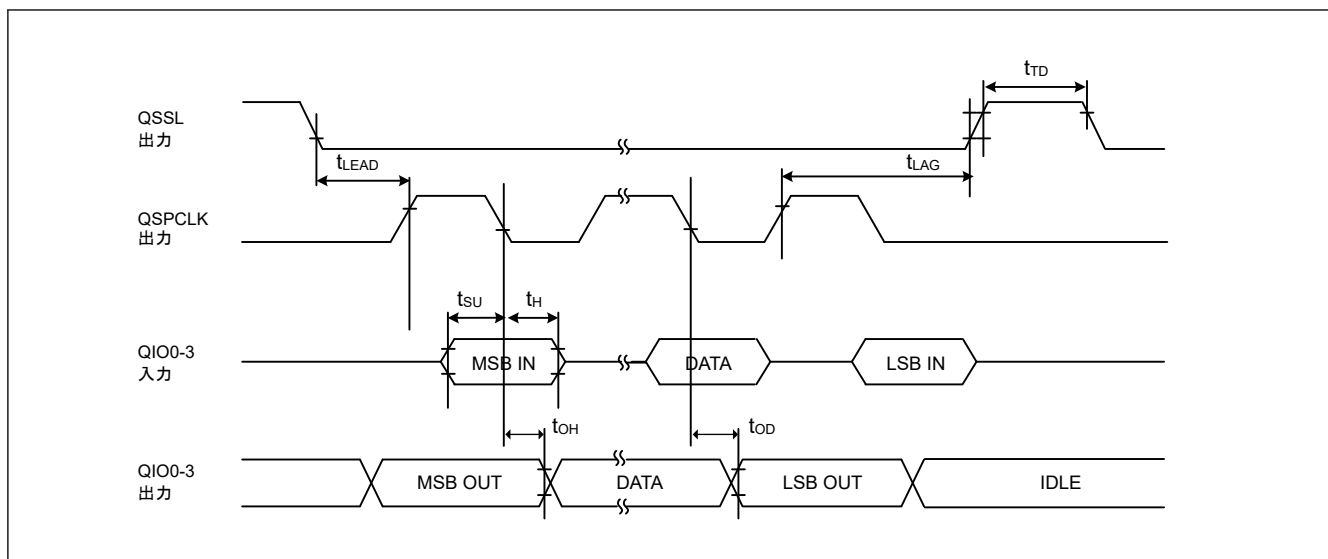 tTD
QSSL
出力
tLEAD
tLAG
QSPCLK
出力
tSU
tH
QIO0-3
入力
MSB IN
DATA
LSB IN
tOH
tOD
QIO0-3
出力
MSB OUT
DATA
LSB OUT
IDLE